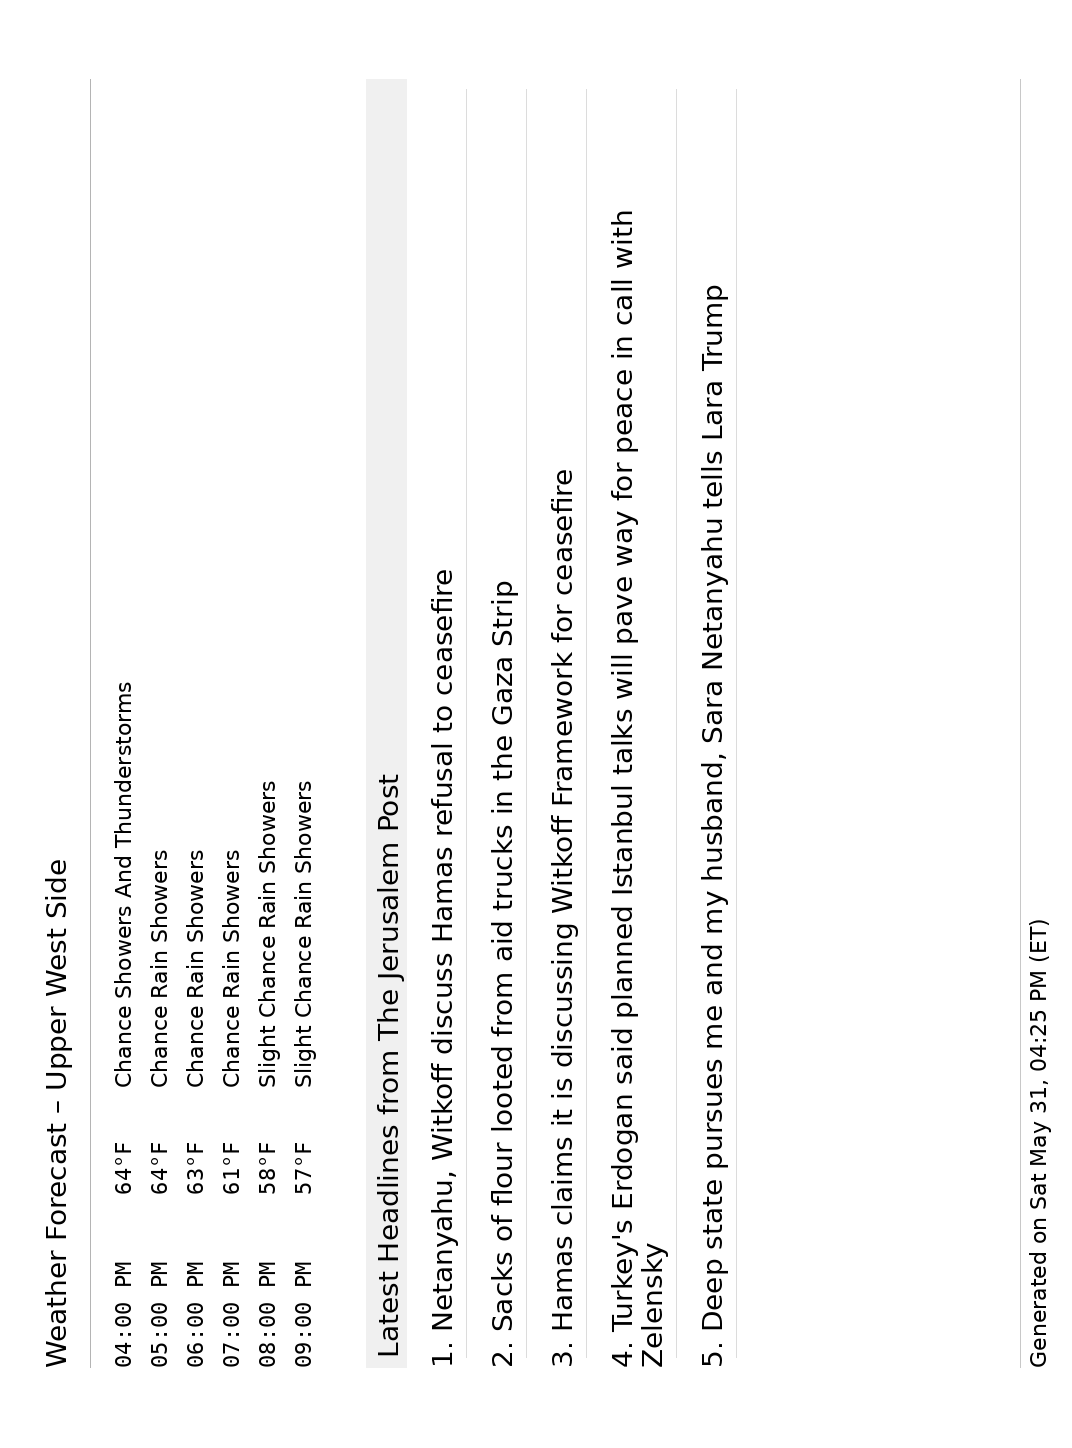 Weather Forecast – Upper West Side
04:00 PM 64°F Chance Showers And Thunderstorms
05:00 PM 64°F Chance Rain Showers
06:00 PM 63°F Chance Rain Showers
07:00 PM 61°F Chance Rain Showers
08:00 PM 58°F Slight Chance Rain Showers
09:00 PM 57°F Slight Chance Rain Showers
Latest Headlines from The Jerusalem Post
1. Netanyahu, Witkoff discuss Hamas refusal to ceasefire
2. Sacks of flour looted from aid trucks in the Gaza Strip
3. Hamas claims it is discussing Witkoff Framework for ceasefire
4. Turkey's Erdogan said planned Istanbul talks will pave way for peace in call with
Zelensky
5. Deep state pursues me and my husband, Sara Netanyahu tells Lara Trump
Generated on Sat May 31, 04:25 PM (ET)